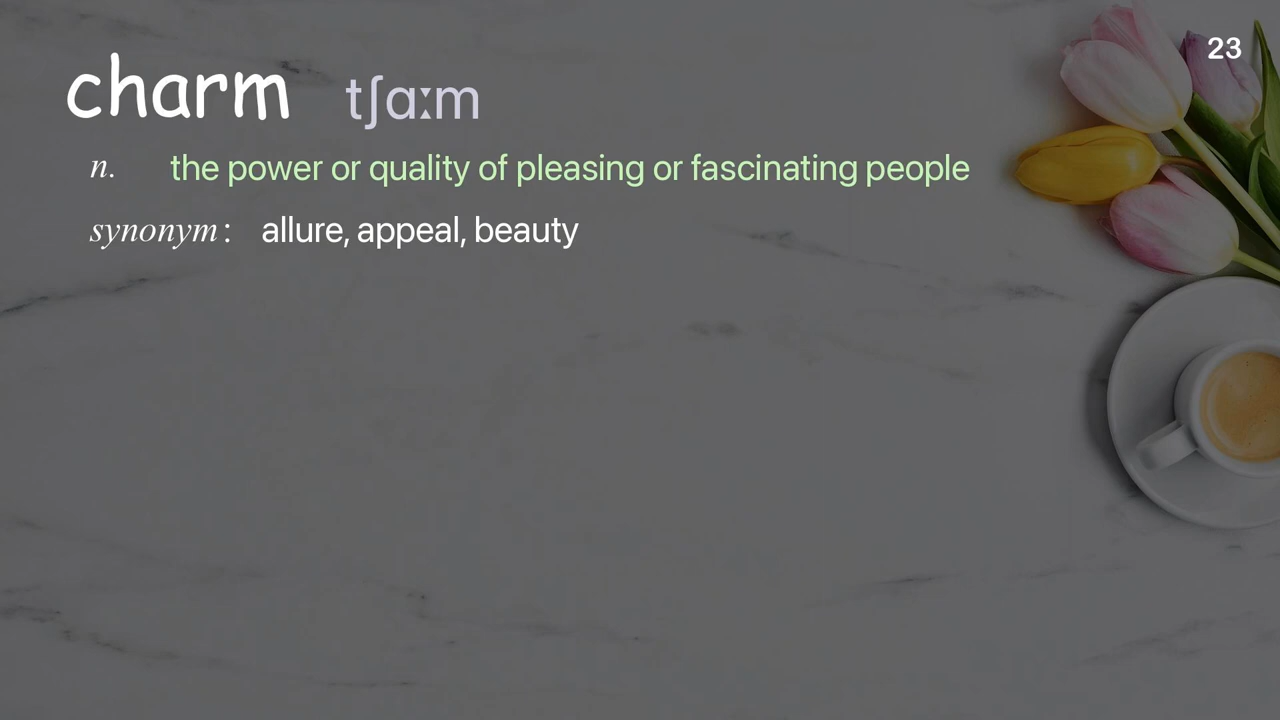 23
charm tʃɑːm
n. the power or quality of pleasing or fascinating people
synonym : allure, appeal, beauty